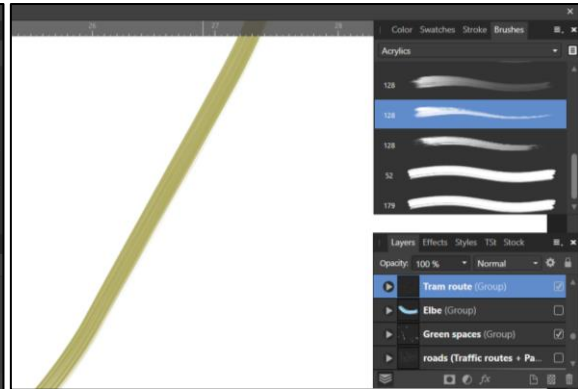 26 27 28
Color Swatches Stroke Brushes
Acrylics
128
128
128
52
179
Layers Effects Styles TSt Stock
Opacity: 100 % Normal
Tram route (Group)
Elbe (Group)
Green spaces (Group)
roads (Traffic routes + Pa...
fx